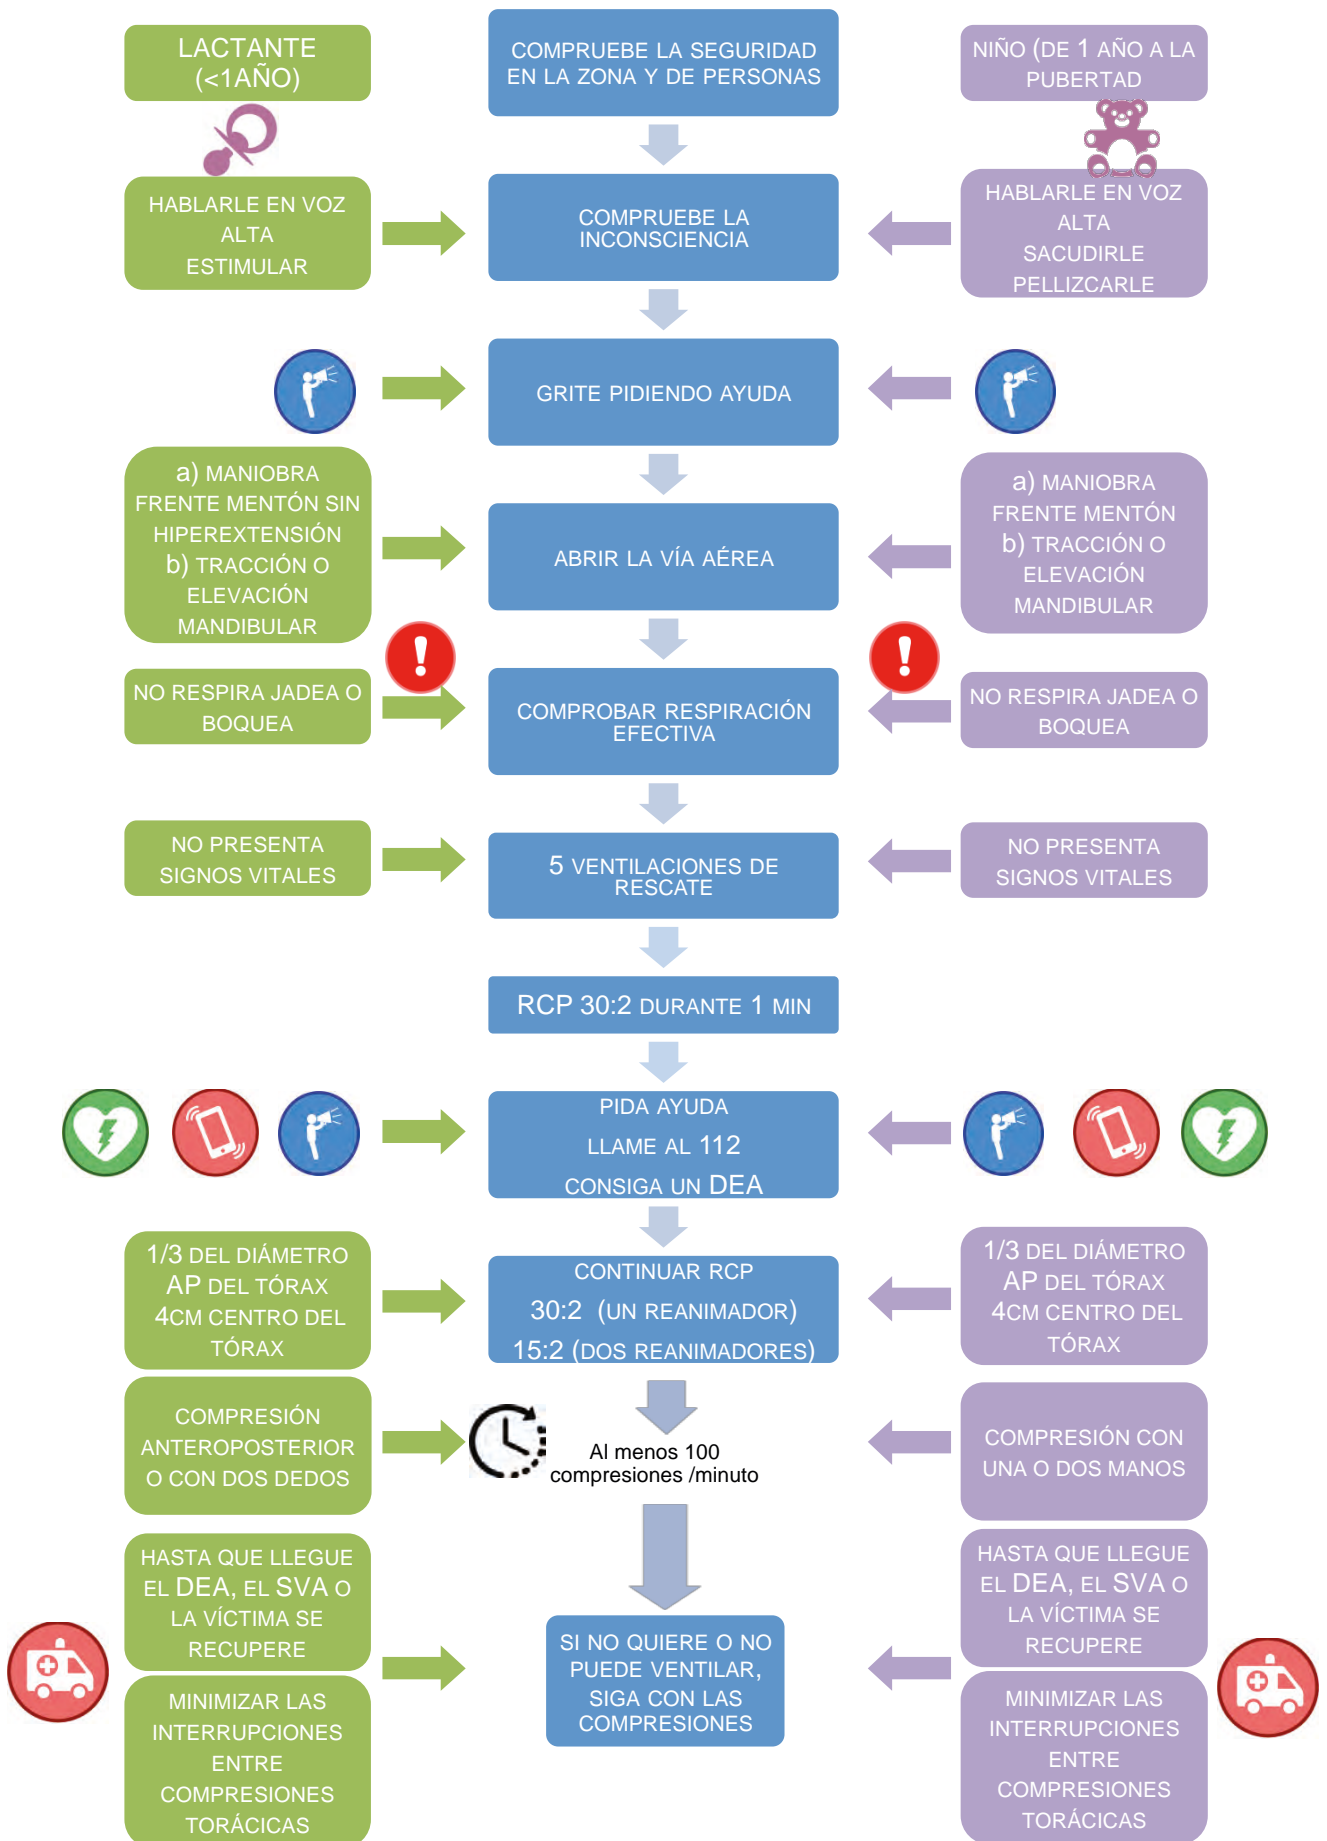 LACTANTE
(<1AÑO)
COMPRUEBE LA SEGURIDAD
EN LA ZONA Y DE PERSONAS
NIÑO (DE 1 AÑO A LA
PUBERTAD
HABLARLE EN VOZ
ALTA
ESTIMULAR
COMPRUEBE LA
INCONSCIENCIA
HABLARLE EN VOZ
ALTA
SACUDIRLE
PELLIZCARLE
GRITE PIDIENDO AYUDA
a) MANIOBRA
FRENTE MENTÓN SIN
HIPEREXTENSIÓN
b) TRACCIÓN O
ELEVACIÓN
MANDIBULAR
ABRIR LA VÍA AÉREA
a) MANIOBRA
FRENTE MENTÓN
b) TRACCIÓN O
ELEVACIÓN
MANDIBULAR
!
!
NO RESPIRA JADEA O
BOQUEA
COMPROBAR RESPIRACIÓN
EFECTIVA
NO RESPIRA JADEA O
BOQUEA
NO PRESENTA
SIGNOS VITALES
5 VENTILACIONES DE
RESCATE
NO PRESENTA
SIGNOS VITALES
RCP 30:2 DURANTE 1 MIN
PIDA AYUDA
LLAME AL 112
CONSIGA UN DEA
1/3 DEL DIÁMETRO
AP DEL TÓRAX
4CM CENTRO DEL
TÓRAX
CONTINUAR RCP
30:2 (UN REANIMADOR)
15:2 (DOS REANIMADORES)
1/3 DEL DIÁMETRO
AP DEL TÓRAX
4CM CENTRO DEL
TÓRAX
COMPRESIÓN
ANTEROPOSTERIOR
O CON DOS DEDOS
Al menos 100
compresiones /minuto
COMPRESIÓN CON
UNA O DOS MANOS
HASTA QUE LLEGUE
EL DEA, EL SVA O
LA VÍCTIMA SE
RECUPERE
SI NO QUIERE O NO
PUEDE VENTILAR,
SIGA CON LAS
COMPRESIONES
HASTA QUE LLEGUE
EL DEA, EL SVA O
LA VÍCTIMA SE
RECUPERE
MINIMIZAR LAS
INTERRUPCIONES
ENTRE
COMPRESIONES
TORÁCICAS
MINIMIZAR LAS
INTERRUPCIONES
ENTRE
COMPRESIONES
TORÁCICAS